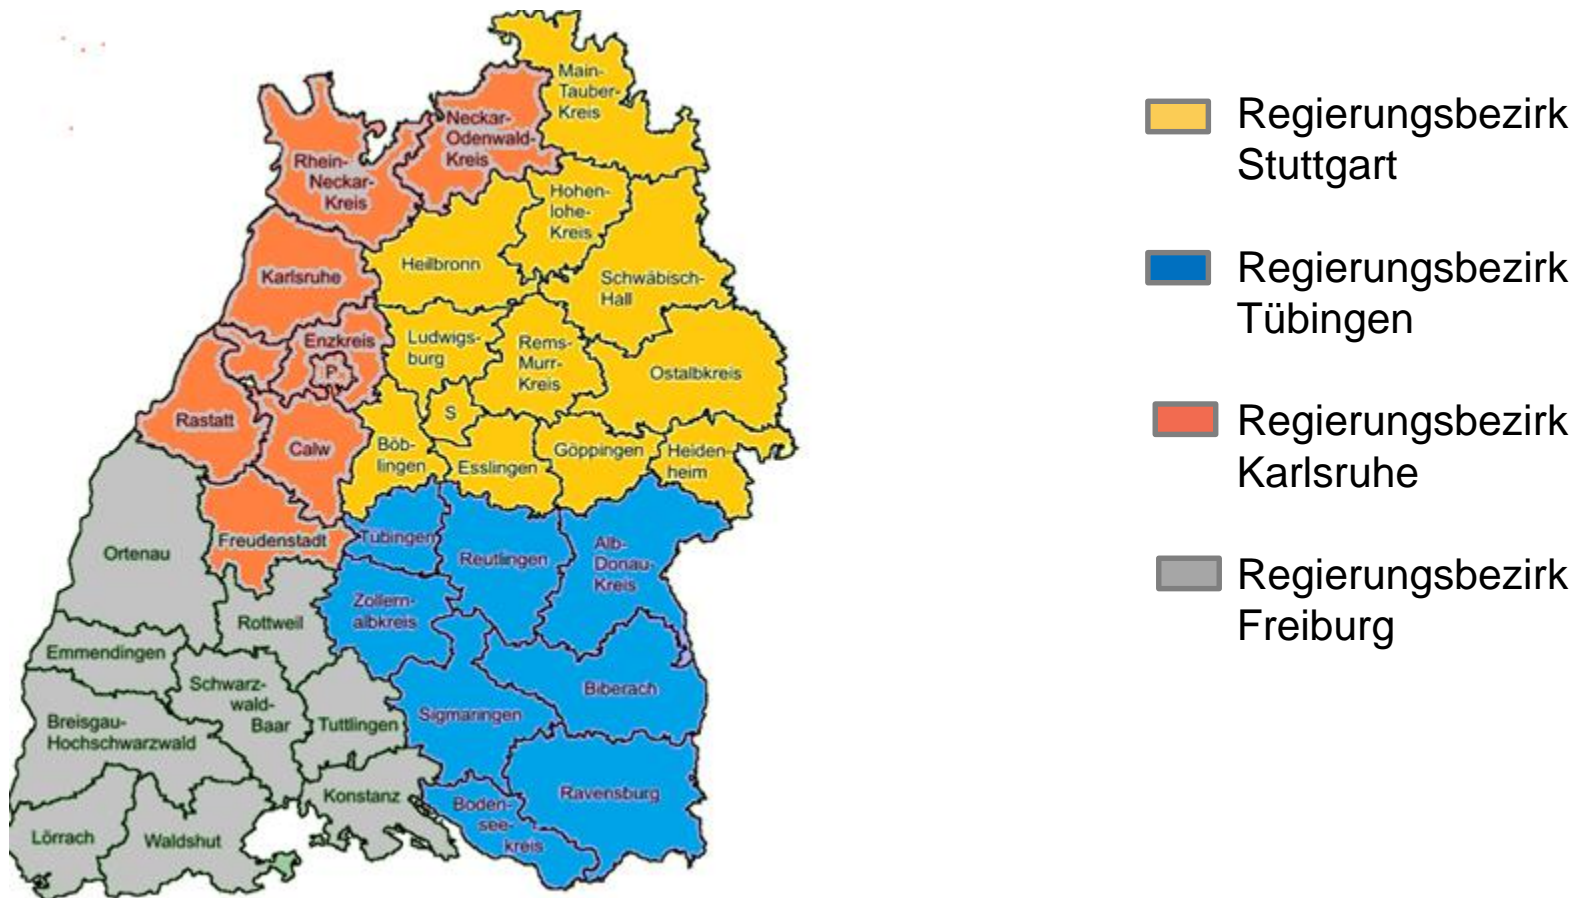 Main-
Tauber-
Kreis
Neckar-
Odenwald-
Kreis
Rhein-
Neckar-
Kreis
Hohen-
lohe-
Kreis
Heilbronn
Karlsruhe
Schwäbisch-
Hall
Enzkreis
P.
Ludwigs-
burg
Rems-
Murr-
Kreis
Ostalbkreis
Rastatt
Calw
S
Böb-
lingen
Esslingen
Göppingen
Heiden-
heim
Ortenau
Freudenstadt
Tübingen
Reutlingen
Alb-
Donau-
Kreis
Zollern-
albkreis
Rottweil
Emmendingen
Schwarz-
wald-
Baar
Tuttlingen
Sigmaringen
Biberach
Breisgau-
Hochschwarzwald
Konstanz
Ravensburg
Boden-
see-
kreis
Lörrach
Waldshut
Regierungsbezirk
Stuttgart
Regierungsbezirk
Tübingen
Regierungsbezirk
Karlsruhe
Regierungsbezirk
Freiburg